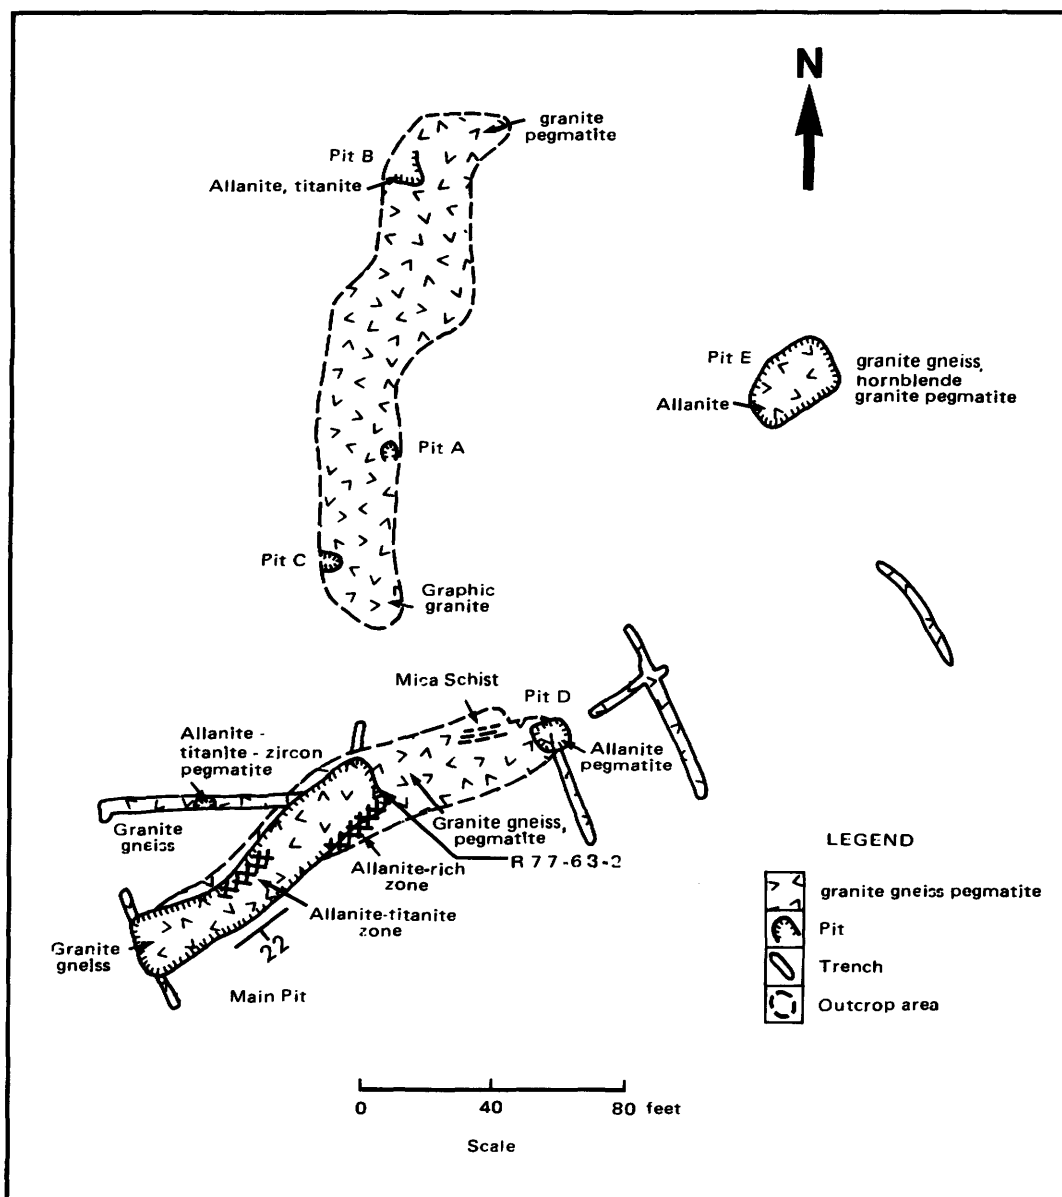 N
granite
pegmatite
Pit B
Allanite, titanite
Pit E
granite gneiss,
hornblende
granite pegmatite
Allanite
Pit A
Pit C
Graphic
granite
Mica Schist
Pit D
Allanite -
titanite - zircon
pegmatite
Allanite
pegmatite
Granite
gneiss
Granite gneiss,
pegmatite
R77-63-2
Allanite-rich
zone
Allanite-titanite
zone
Granite
gneiss
22
Main Pit
LEGEND
granite gneiss pegmatite
Pit
Trench
Outcrop area
0 40 80 feet
Scale